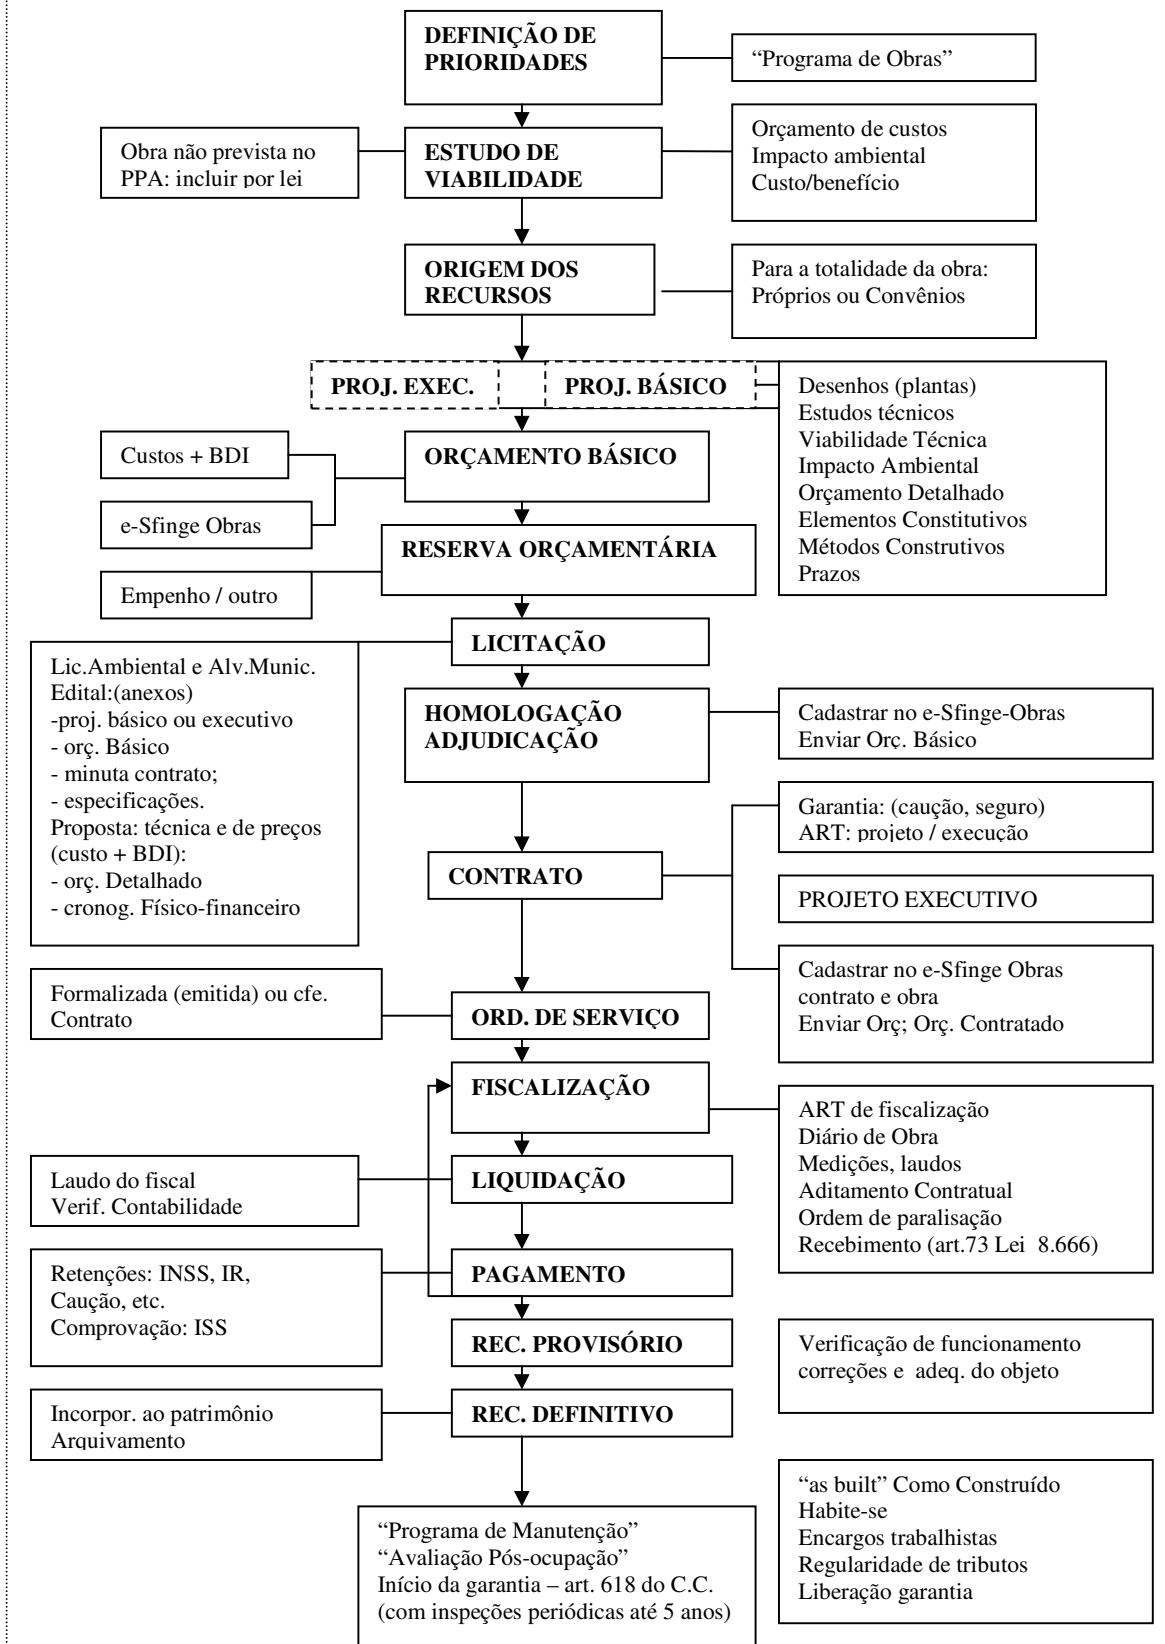 DEFINIÇÃO DE
PRIORIDADES
“Programa de Obras”
Obra não prevista no
PPA: incluir por lei
ESTUDO DE
VIABILIDADE
Orçamento de custos
Impacto ambiental
Custo/benefício
ORIGEM DOS
RECURSOS
Para a totalidade da obra:
Próprios ou Convênios
PROJ. EXEC.
PROJ. BÁSICO
Desenhos (plantas)
Estudos técnicos
Viabilidade Técnica
Impacto Ambiental
Orçamento Detalhado
Elementos Constitutivos
Métodos Construtivos
Prazos
Custos + BDI
ORÇAMENTO BÁSICO
e-Sfinge Obras
RESERVA ORÇAMENTÁRIA
Empenho / outro
LICITAÇÃO
Lic.Ambiental e Alv.Munic.
Edital:(anexos)
-proj. básico ou executivo
- orç. Básico
- minuta contrato;
- especificações.
Proposta: técnica e de preços
(custo + BDI):
- orç. Detalhado
- cronog. Físico-financeiro
HOMOLOGAÇÃO
ADJUDICAÇÃO
Cadastrar no e-Sfinge-Obras
Enviar Orç. Básico
Garantia: (caução, seguro)
ART: projeto / execução
CONTRATO
PROJETO EXECUTIVO
Cadastrar no e-Sfinge Obras
contrato e obra
Enviar Orç; Orç. Contratado
Formalizada (emitida) ou cfe.
Contrato
ORD. DE SERVIÇO
FISCALIZAÇÃO
ART de fiscalização
Diário de Obra
Medições, laudos
Aditamento Contratual
Ordem de paralisação
Recebimento (art.73 Lei  8.666)
Laudo do fiscal
Verif. Contabilidade
LIQUIDAÇÃO
Retenções: INSS, IR,
Caução, etc.
Comprovação: ISS
PAGAMENTO
REC. PROVISÓRIO
Verificação de funcionamento
correções e  adeq. do objeto
Incorpor. ao patrimônio
Arquivamento
REC. DEFINITIVO
“as built” Como Construído
Habite-se
Encargos trabalhistas
Regularidade de tributos
Liberação garantia
“Programa de Manutenção”
“Avaliação Pós-ocupação”
Início da garantia – art. 618 do C.C.
(com inspeções periódicas até 5 anos)